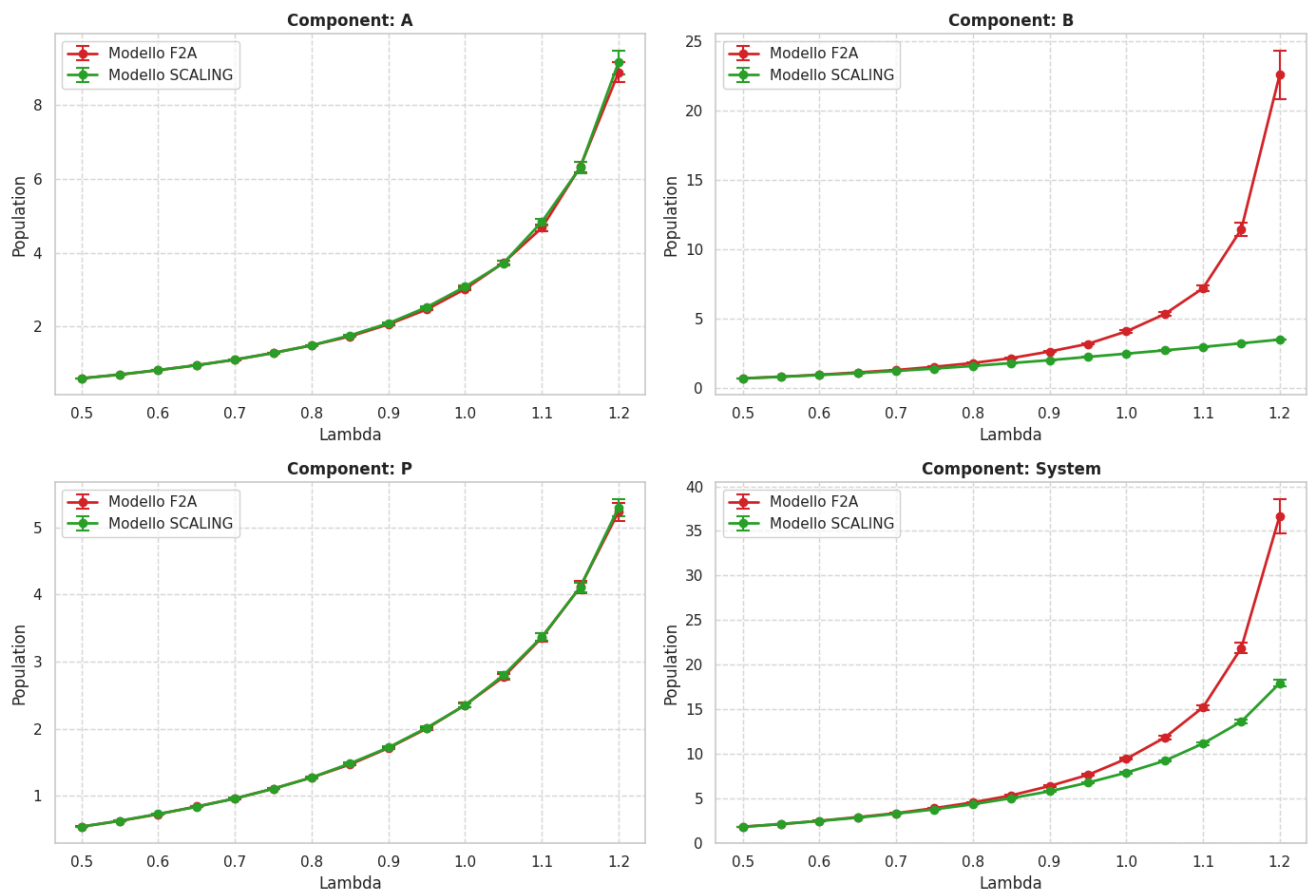 Component: A
Modello F2A
Modello SCALING
Population
8
6
4
2
0.5 0.6 0.7 0.8 0.9 1.0 1.1 1.2
Lambda
Component: B
Modello F2A
Modello SCALING
Population
25
20
15
10
5
0
0.5 0.6 0.7 0.8 0.9 1.0 1.1 1.2
Lambda
Component: P
Modello F2A
Modello SCALING
Population
5
4
3
2
1
0.5 0.6 0.7 0.8 0.9 1.0 1.1 1.2
Lambda
Component: System
Modello F2A
Modello SCALING
Population
40
35
30
25
20
15
10
5
0
0.5 0.6 0.7 0.8 0.9 1.0 1.1 1.2
Lambda